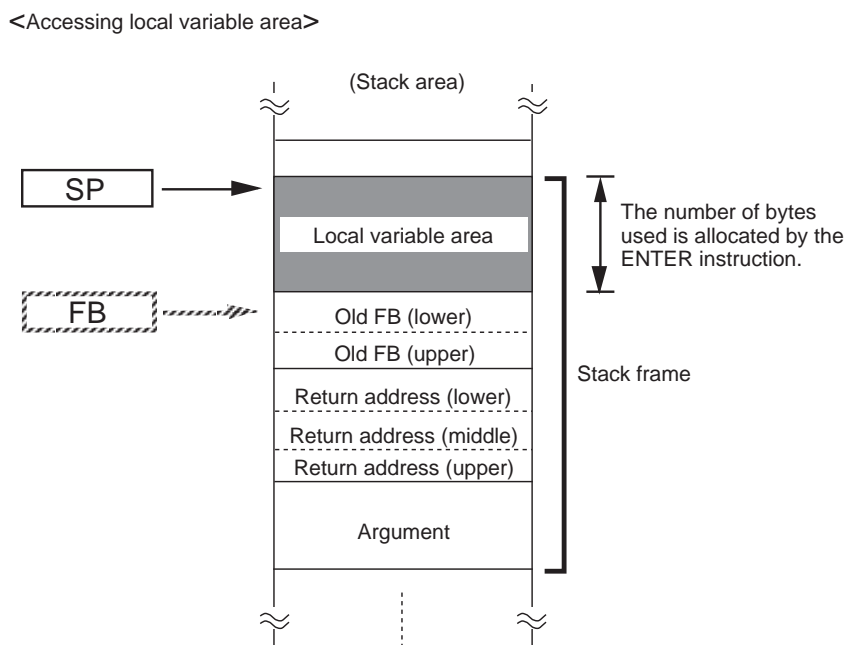 <Accessing local variable area>
(Stack area)
SP
Local variable area
The number of bytes
used is allocated by the
ENTER instruction.
FB
Old FB (lower)
Old FB (upper)
Stack frame
Return address (lower)
Return address (middle)
Return address (upper)
Argument